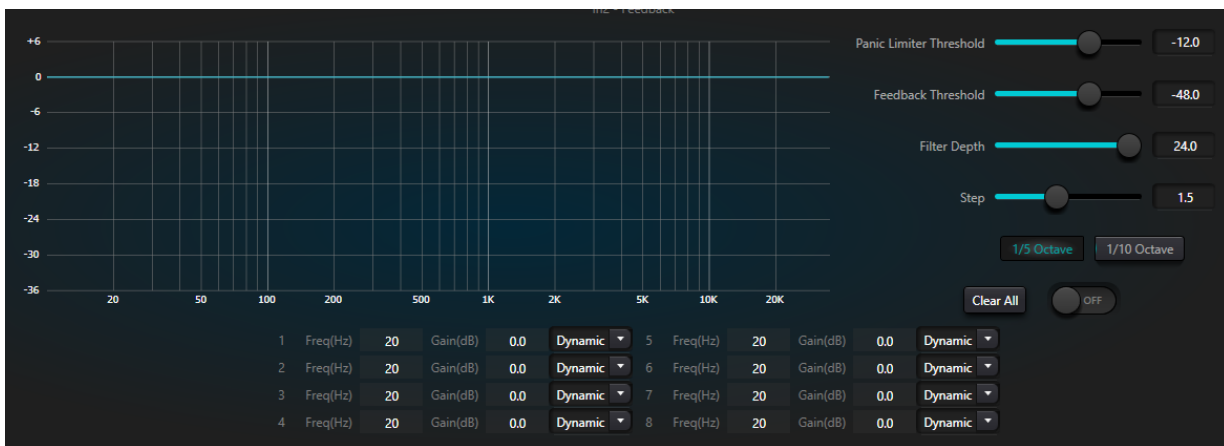 In2 - Feedback
+6
0
-6
-12
-18
-24
-30
-36
20 50 100 200 500 1K 2K 5K 10K 20K
Panic Limiter Threshold -12.0
Feedback Threshold -48.0
Filter Depth 24.0
Step 1.5
1/5 Octave 1/10 Octave
Clear All OFF
1 Freq(Hz) 20 Gain(dB) 0.0 Dynamic 5 Freq(Hz) 20 Gain(dB) 0.0 Dynamic
2 Freq(Hz) 20 Gain(dB) 0.0 Dynamic 6 Freq(Hz) 20 Gain(dB) 0.0 Dynamic
3 Freq(Hz) 20 Gain(dB) 0.0 Dynamic 7 Freq(Hz) 20 Gain(dB) 0.0 Dynamic
4 Freq(Hz) 20 Gain(dB) 0.0 Dynamic 8 Freq(Hz) 20 Gain(dB) 0.0 Dynamic